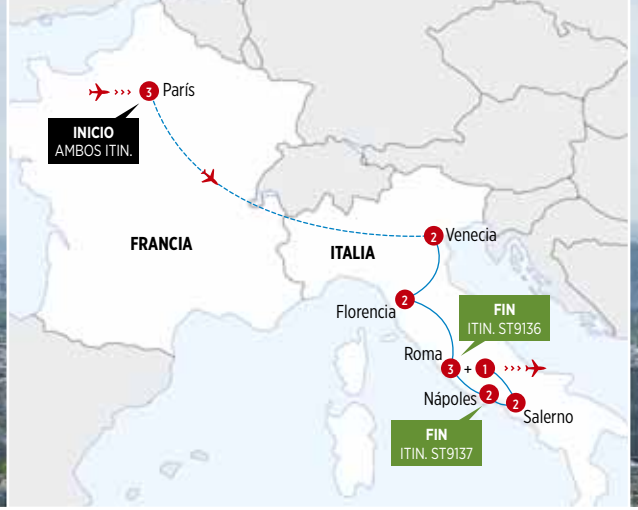 3 París
INICIO
AMBOS ITIN.
FRANCIA
ITALIA
2 Venecia
2
Florencia
FIN
ITIN. ST9136
Roma
3 + 1
Nápoles 2
2
Salerno
FIN
ITIN. ST9137